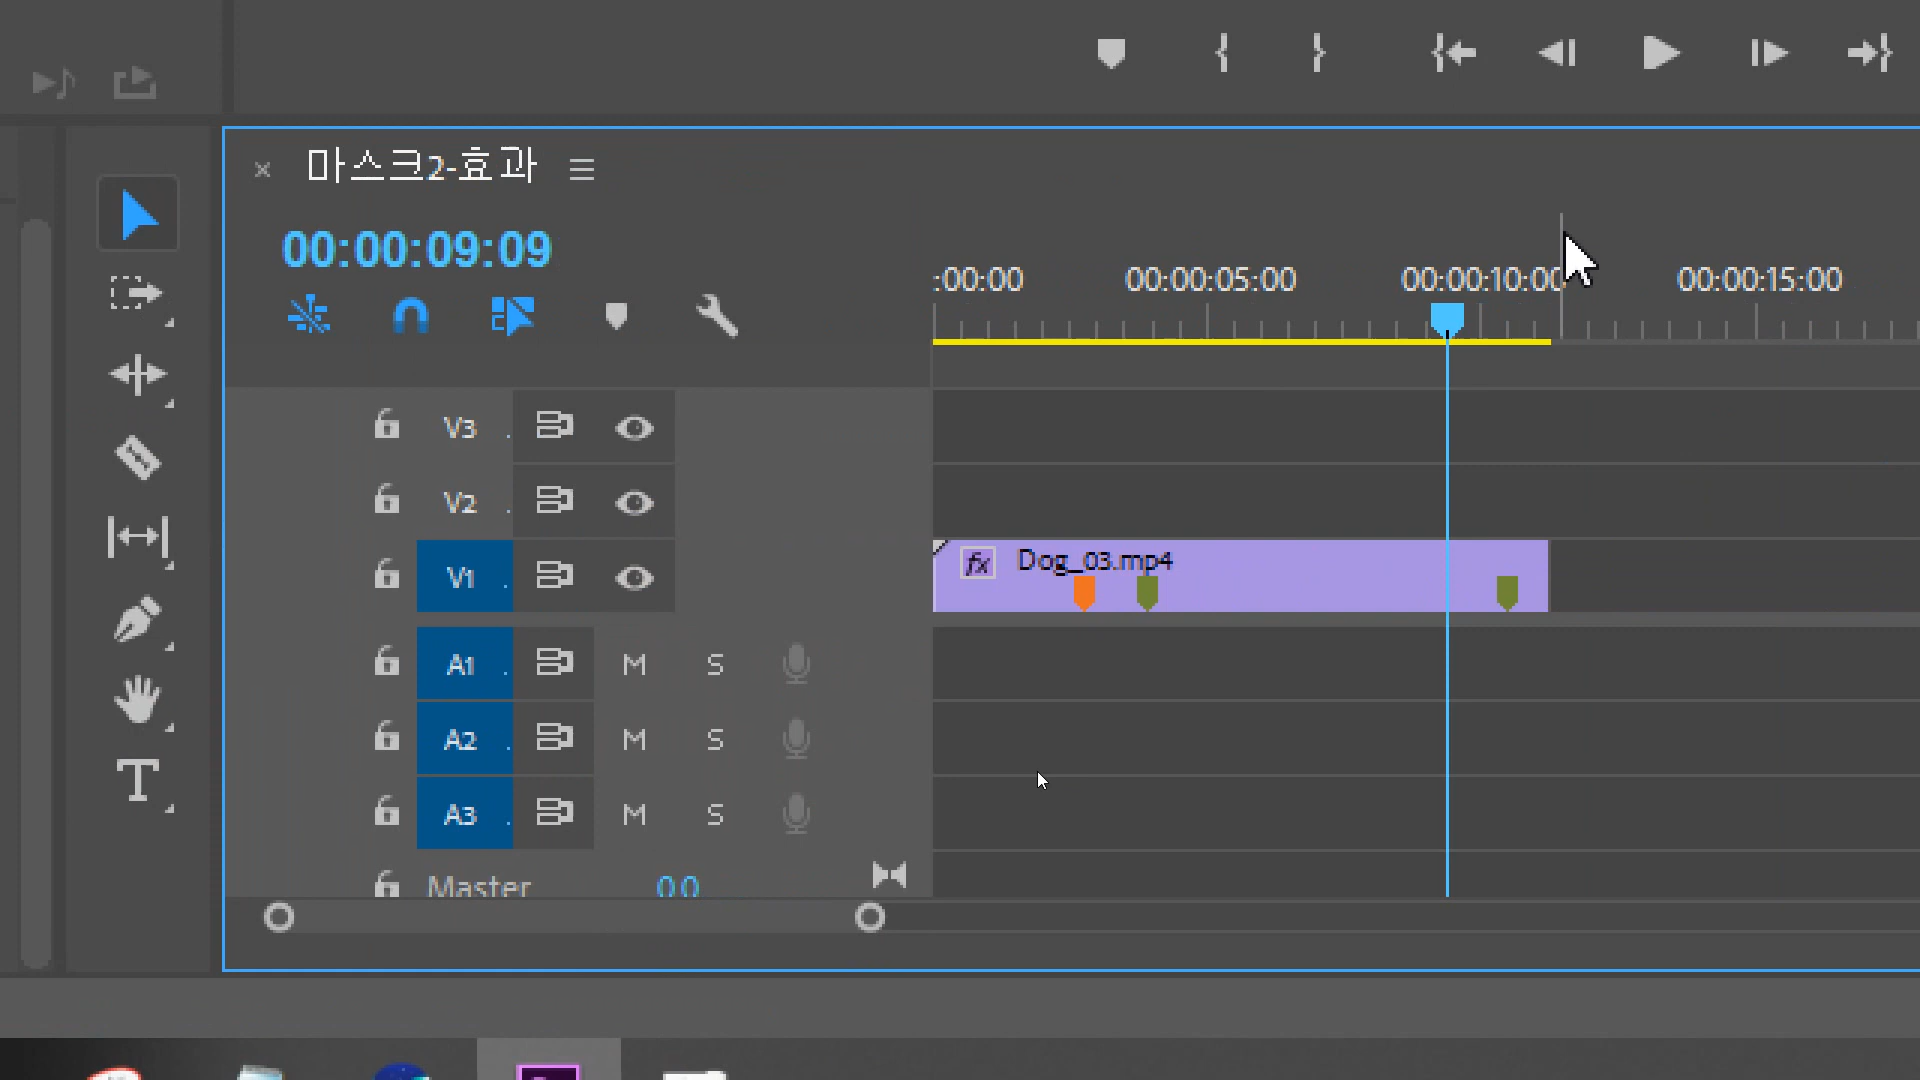 마스크2-효과
00:00:09:09
:00:00 00:00:05:00 00:00:10:00 00:00:15:00
V3
V2
V1 fx Dog_03.mp4
A1 M S
A2 M S
A3 M S
Master 0.0